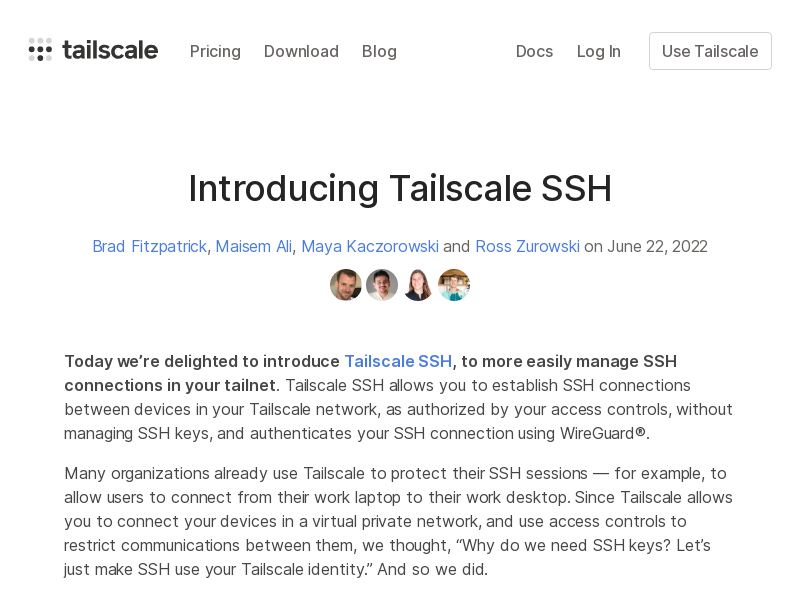 tailscale Pricing Download Blog Docs Log In Use Tailscale
Introducing Tailscale SSH
Brad Fitzpatrick, Maisem Ali, Maya Kaczorowski and Ross Zurowski on June 22, 2022
Today we’re delighted to introduce Tailscale SSH, to more easily manage SSH
connections in your tailnet. Tailscale SSH allows you to establish SSH connections
between devices in your Tailscale network, as authorized by your access controls, without
managing SSH keys, and authenticates your SSH connection using WireGuard®.
Many organizations already use Tailscale to protect their SSH sessions — for example, to
allow users to connect from their work laptop to their work desktop. Since Tailscale allows
you to connect your devices in a virtual private network, and use access controls to
restrict communications between them, we thought, “Why do we need SSH keys? Let’s
just make SSH use your Tailscale identity.” And so we did.